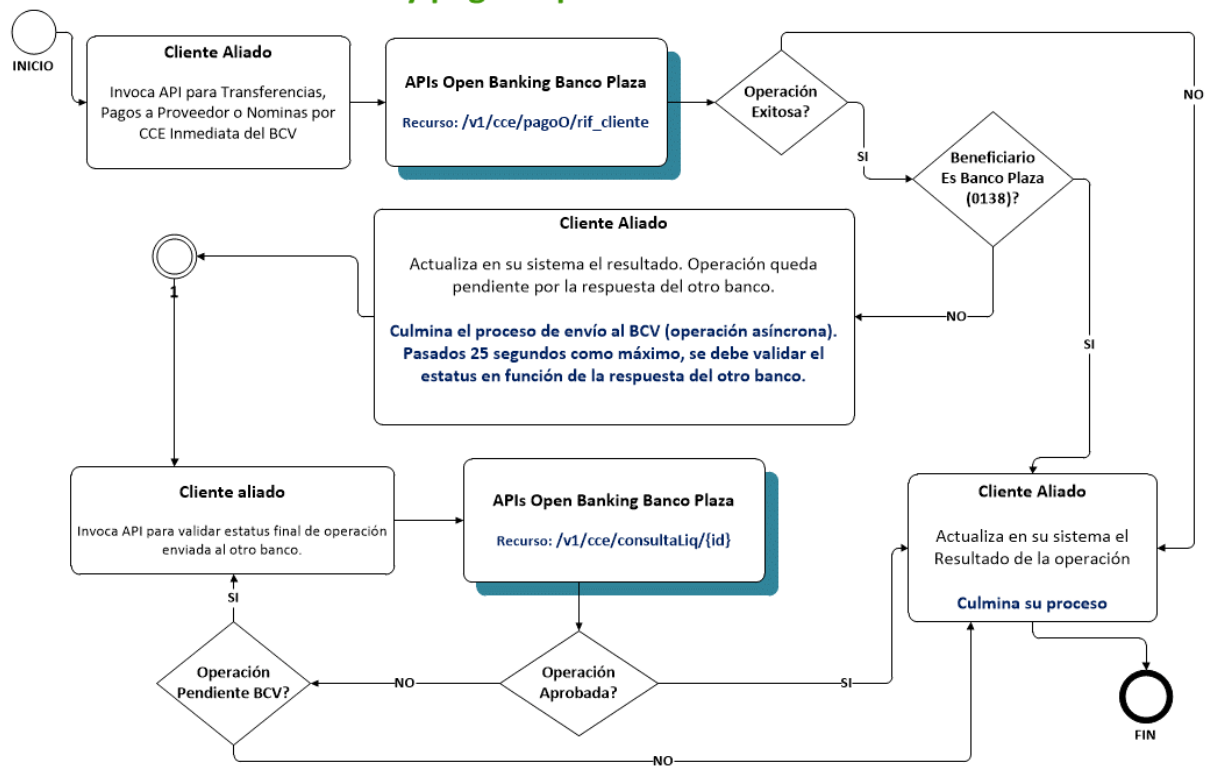 INICIO
Cliente Aliado
Invoca API para Transferencias,
Pagos a Proveedor o Nominas por
CCE Inmediata del BCV
APIs Open Banking Banco Plaza
Recurso: /v1/cce/pagoO/rif_cliente
Operación
Exitosa?
NO
SI
Beneficiario
Es Banco Plaza
(0138)?
Cliente Aliado
Actualiza en su sistema el resultado. Operación queda
pendiente por la respuesta del otro banco.
Culmina el proceso de envío al BCV (operación asíncrona).
Pasados 25 segundos como máximo, se debe validar el
estatus en función de la respuesta del otro banco.
1
NO
SI
Cliente aliado
Invoca API para validar estatus final de operación
enviada al otro banco.
APIs Open Banking Banco Plaza
Recurso: /v1/cce/consultaLiq/{id}
Cliente Aliado
Actualiza en su sistema el
Resultado de la operación
Culmina su proceso
SI
Operación
Pendiente BCV?
NO
Operación
Aprobada?
SI
NO
FIN